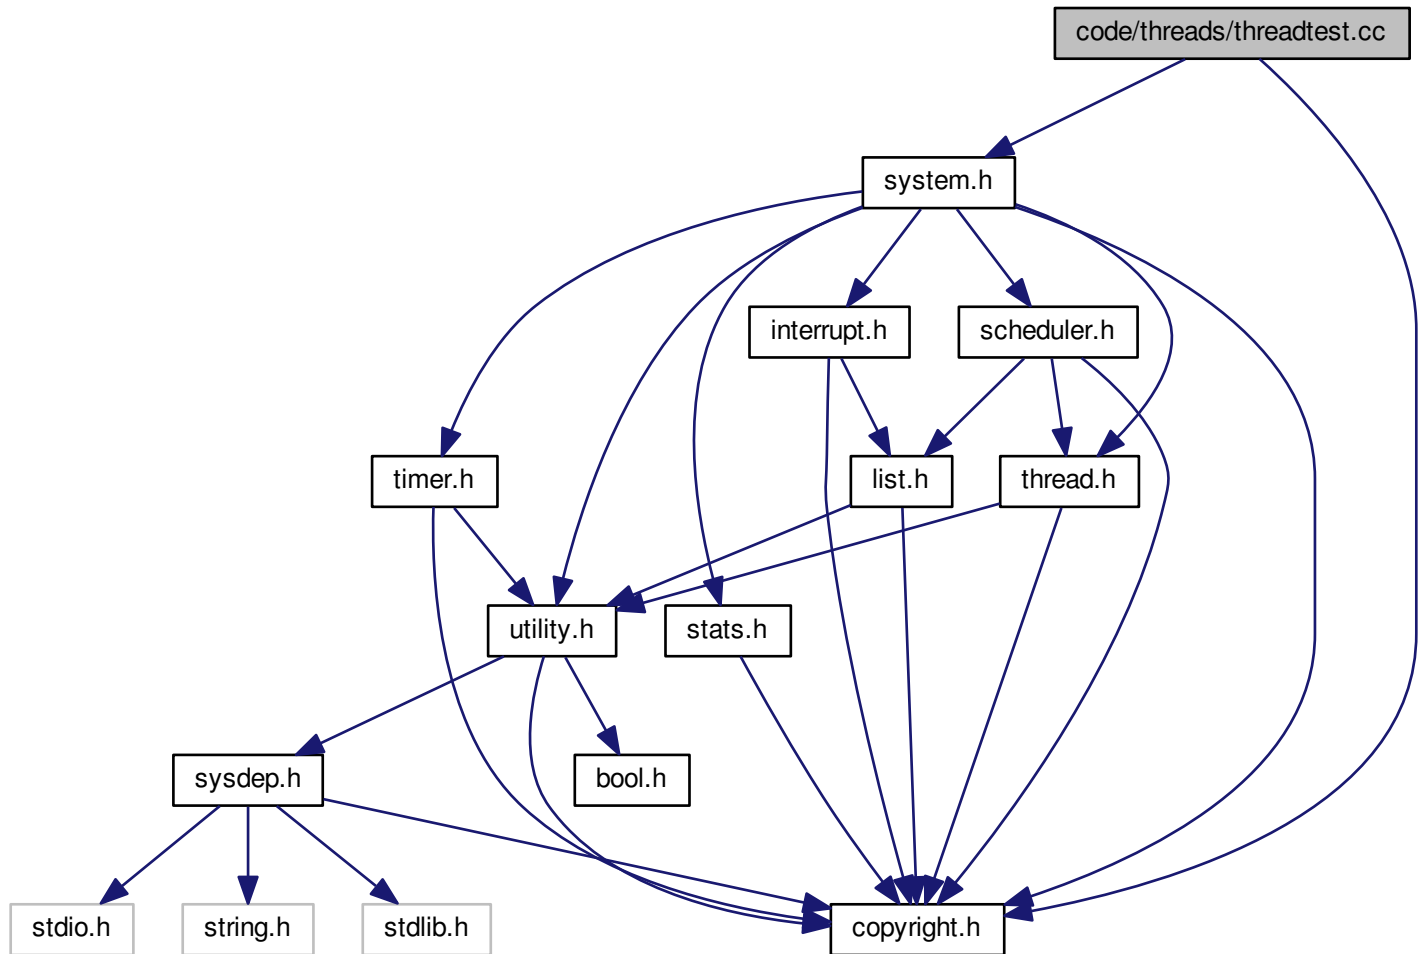 code/threads/threadtest.cc
system.h
interrupt.h
scheduler.h
timer.h
list.h
thread.h
utility.h
stats.h
sysdep.h
bool.h
stdio.h
string.h
stdlib.h
copyright.h